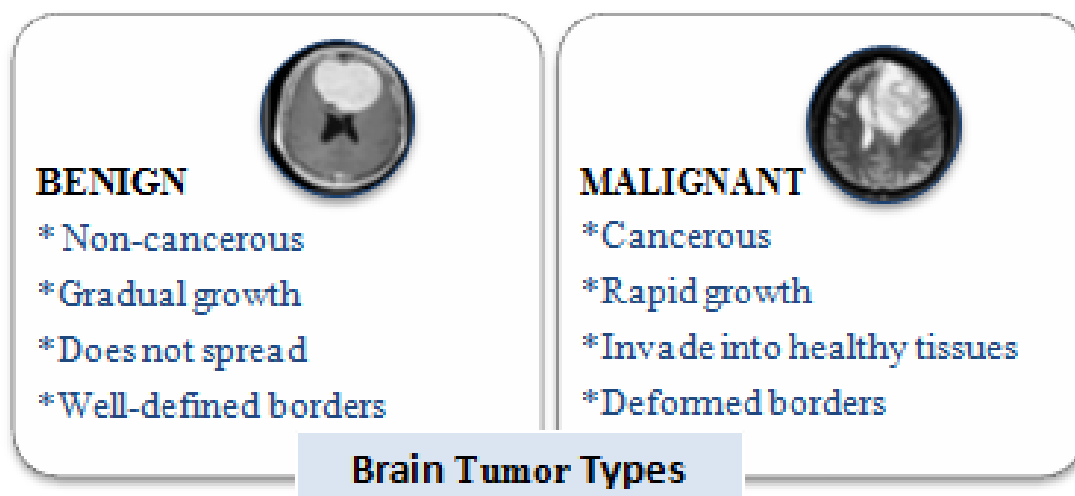 BENIGN
* Non-cancerous
*Gradual growth
*Does not spread
*Well-defined borders
MALIGNANT
*Cancerous
*Rapid growth
*Invade into healthy tissues
*Deformed borders
Brain Tumor Types